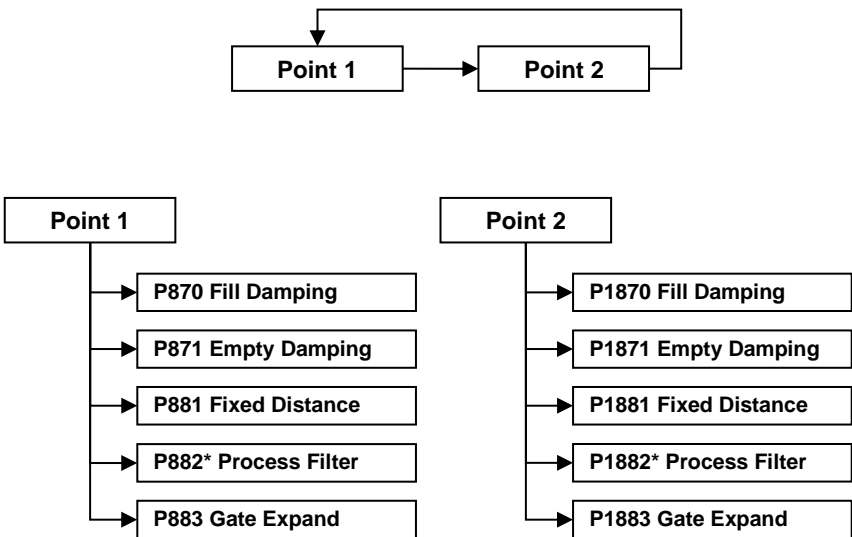 Point 1
Point 2
Point 1
P870 Fill Damping
P871 Empty Damping
P881 Fixed Distance
P882* Process Filter
P883 Gate Expand
Point 2
P1870 Fill Damping
P1871 Empty Damping
P1881 Fixed Distance
P1882* Process Filter
P1883 Gate Expand